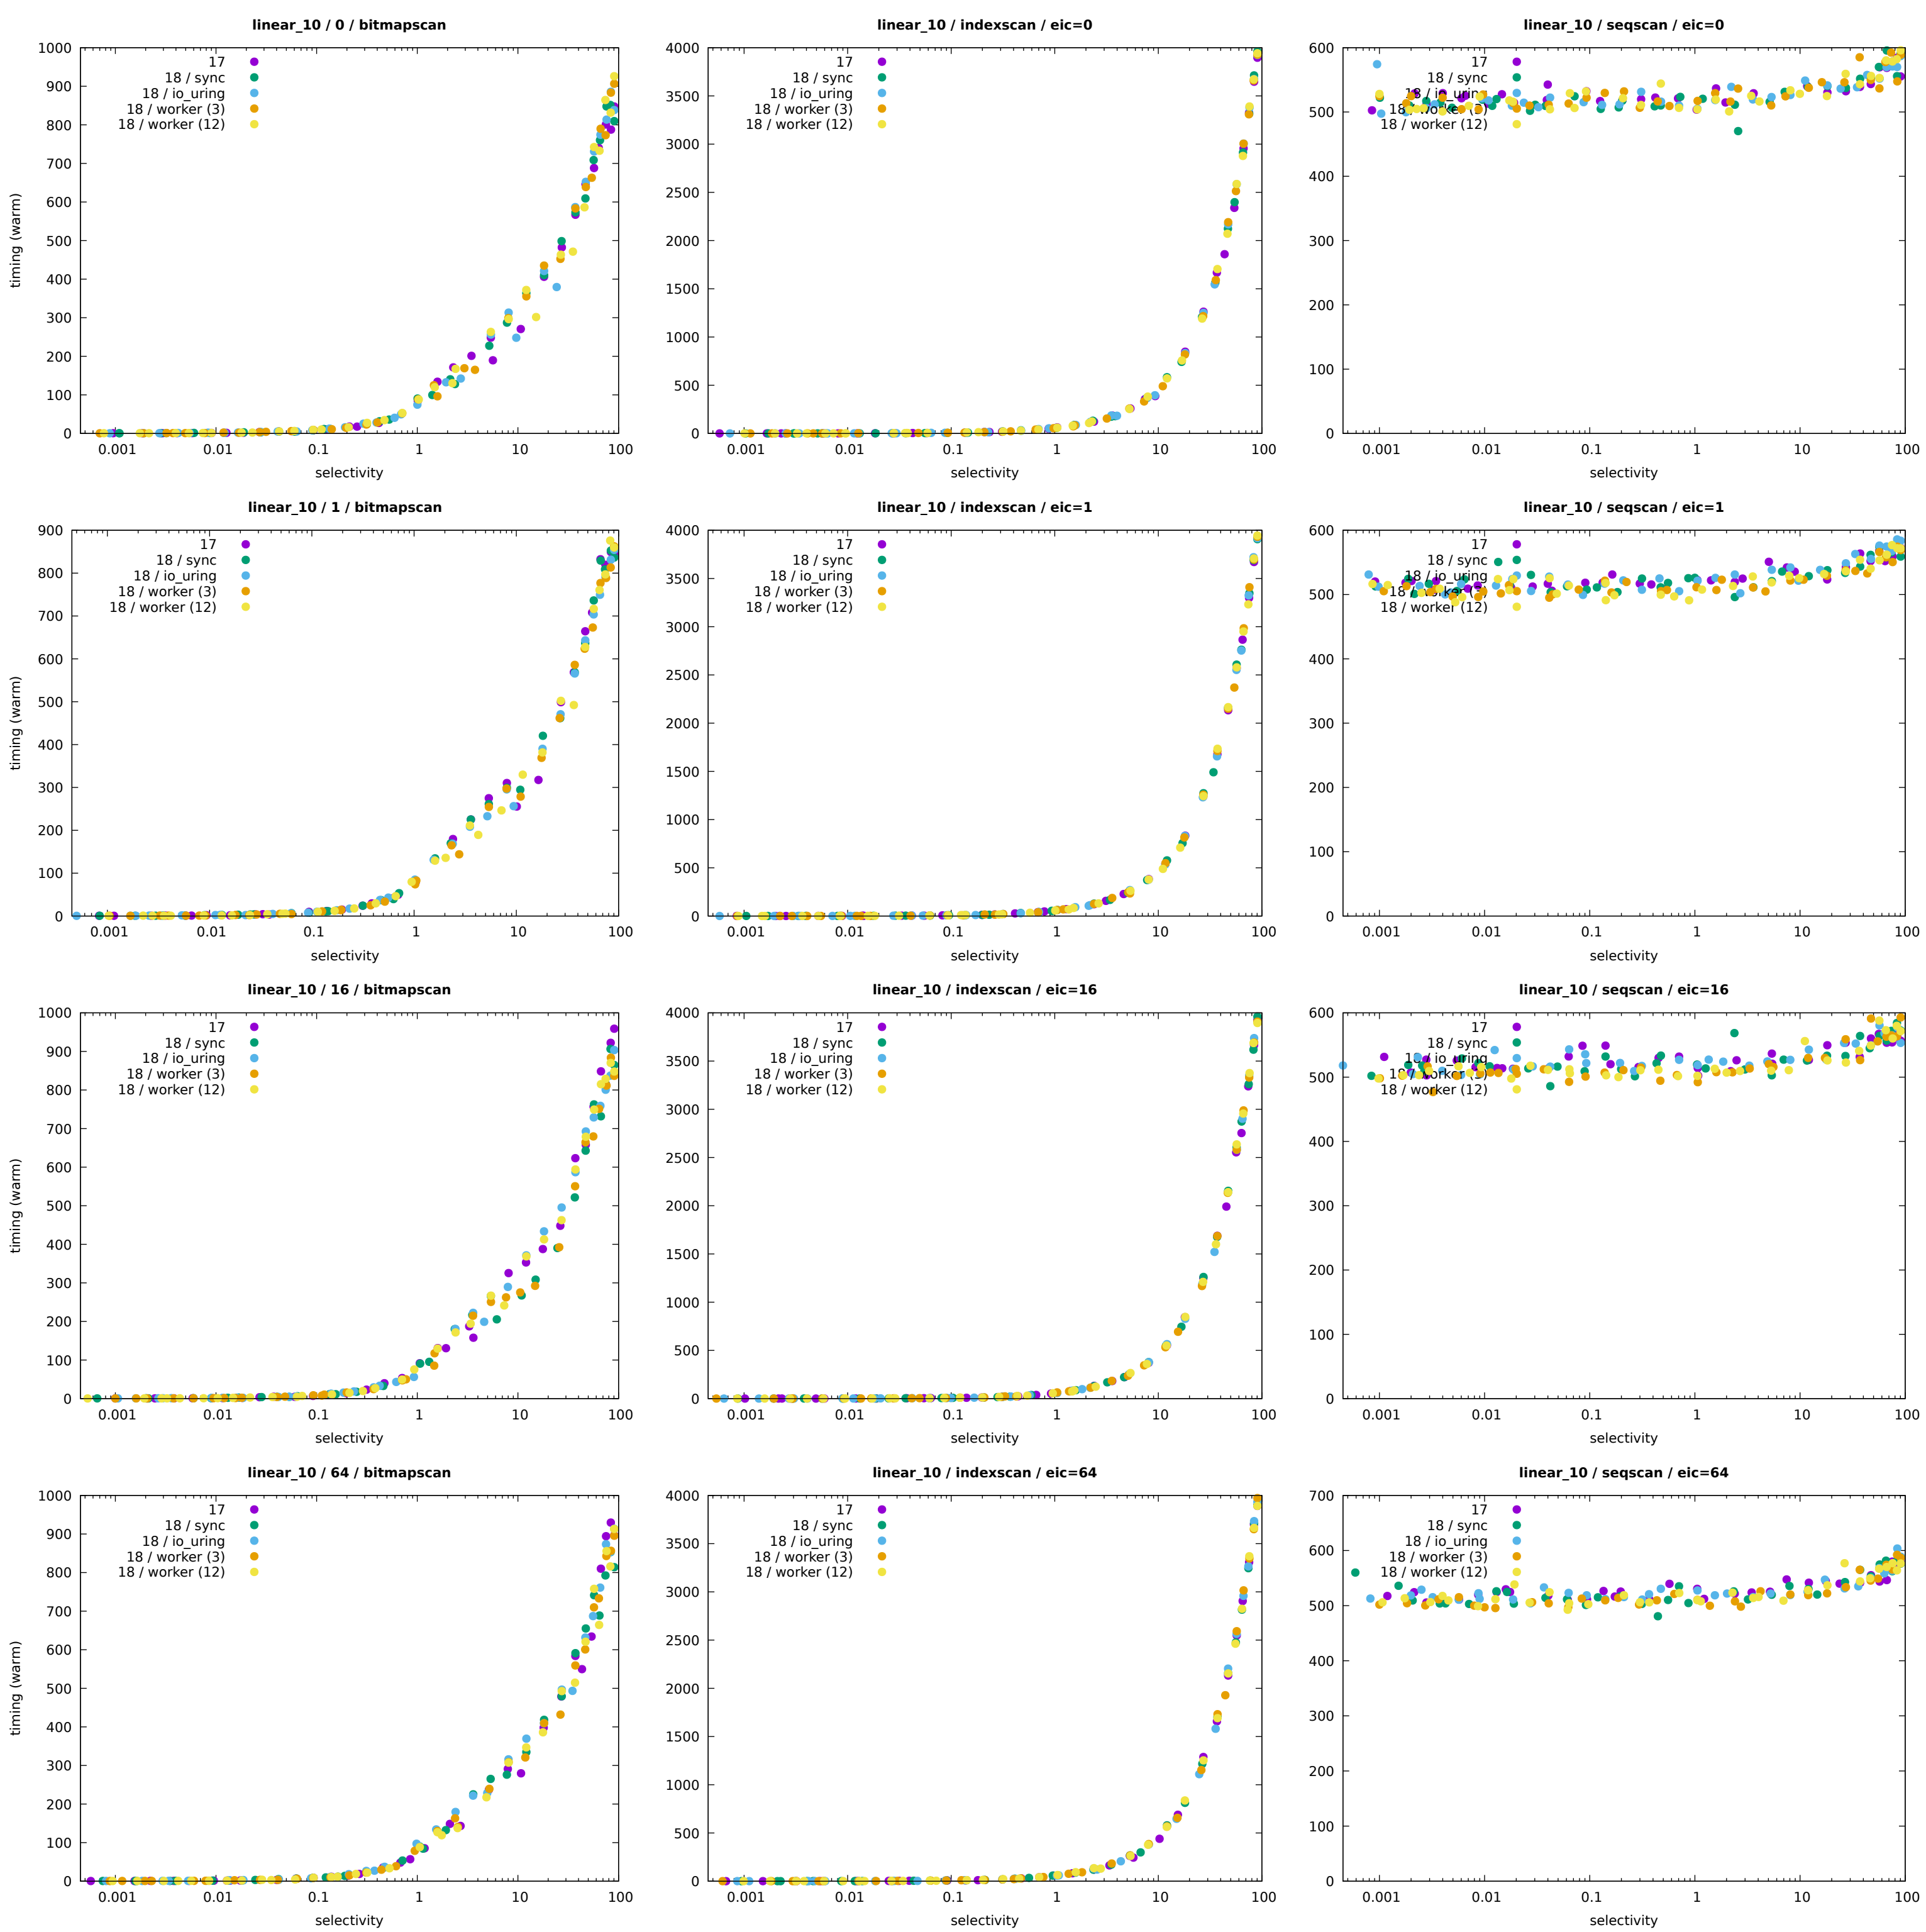 linear_10 / 0 / bitmapscan
17
18 / sync
18 / io_uring
18 / worker (3)
18 / worker (12)
1000
900
800
700
600
500
400
300
200
100
0
0.001 0.01 0.1 1 10 100
timing (warm)
selectivity
linear_10 / indexscan / eic=0
17
18 / sync
18 / io_uring
18 / worker (3)
18 / worker (12)
4000
3500
3000
2500
2000
1500
1000
500
0
0.001 0.01 0.1 1 10 100
selectivity
linear_10 / seqscan / eic=0
17
18 / sync
18 / io_uring
18 / worker (3)
18 / worker (12)
600
500
400
300
200
100
0
0.001 0.01 0.1 1 10 100
selectivity
linear_10 / 1 / bitmapscan
17
18 / sync
18 / io_uring
18 / worker (3)
18 / worker (12)
900
800
700
600
500
400
300
200
100
0
0.001 0.01 0.1 1 10 100
timing (warm)
selectivity
linear_10 / indexscan / eic=1
17
18 / sync
18 / io_uring
18 / worker (3)
18 / worker (12)
4000
3500
3000
2500
2000
1500
1000
500
0
0.001 0.01 0.1 1 10 100
selectivity
linear_10 / seqscan / eic=1
17
18 / sync
18 / io_uring
18 / worker (3)
18 / worker (12)
600
500
400
300
200
100
0
0.001 0.01 0.1 1 10 100
selectivity
linear_10 / 16 / bitmapscan
17
18 / sync
18 / io_uring
18 / worker (3)
18 / worker (12)
1000
900
800
700
600
500
400
300
200
100
0
0.001 0.01 0.1 1 10 100
timing (warm)
selectivity
linear_10 / indexscan / eic=16
17
18 / sync
18 / io_uring
18 / worker (3)
18 / worker (12)
4000
3500
3000
2500
2000
1500
1000
500
0
0.001 0.01 0.1 1 10 100
selectivity
linear_10 / seqscan / eic=16
17
18 / sync
18 / io_uring
18 / worker (3)
18 / worker (12)
600
500
400
300
200
100
0
0.001 0.01 0.1 1 10 100
selectivity
linear_10 / 64 / bitmapscan
17
18 / sync
18 / io_uring
18 / worker (3)
18 / worker (12)
1000
900
800
700
600
500
400
300
200
100
0
0.001 0.01 0.1 1 10 100
timing (warm)
selectivity
linear_10 / indexscan / eic=64
17
18 / sync
18 / io_uring
18 / worker (3)
18 / worker (12)
4000
3500
3000
2500
2000
1500
1000
500
0
0.001 0.01 0.1 1 10 100
selectivity
linear_10 / seqscan / eic=64
17
18 / sync
18 / io_uring
18 / worker (3)
18 / worker (12)
700
600
500
400
300
200
100
0
0.001 0.01 0.1 1 10 100
selectivity